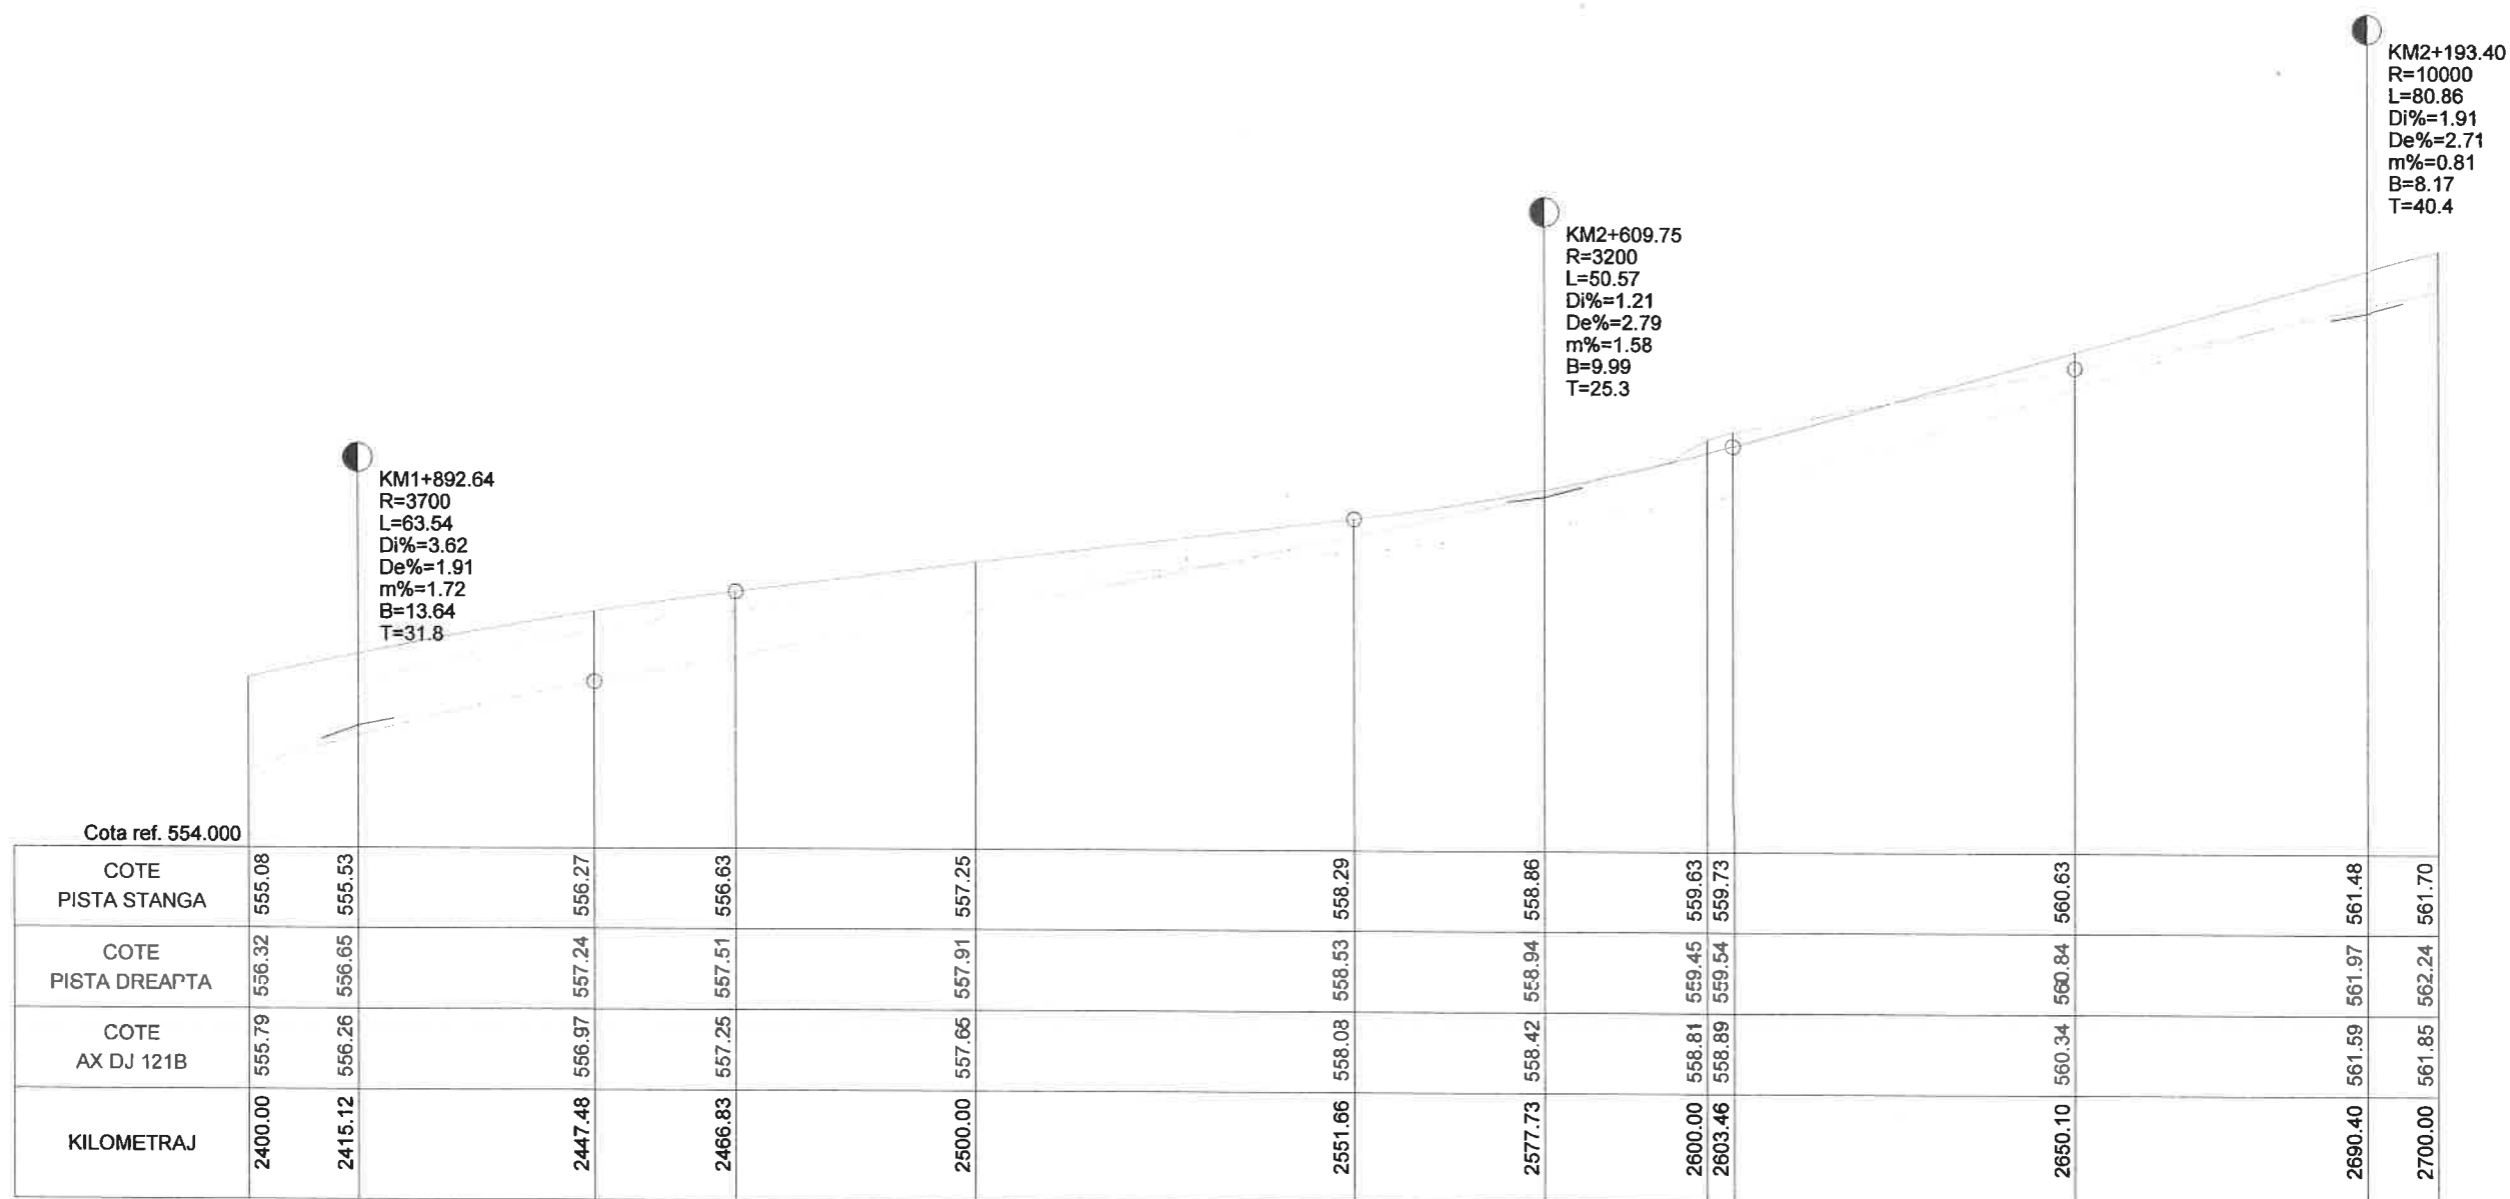 KM2+193.40
R=10000
L=80.86
Di%=1.91
De%=2.71
m%=0.81
B=8.17
T=40.4
KM2+609.75
R=3200
L=50.57
Di%=1.21
De%=2.79
m%=1.58
B=9.99
T=25.3
KM1+892.64
R=3700
L=63.54
Di%=3.62
De%=1.91
m%=1.72
B=13.64
T=31.8
Cota ref. 554.000
COTE
PISTA STANGA
555.08
555.53
556.27
556.63
557.25
558.29
558.86
559.63
559.73
560.63
561.48
561.70
COTE
PISTA DREAPTA
556.32
556.65
557.24
557.51
557.91
558.53
558.94
559.45
559.54
560.84
561.97
562.24
COTE
AX DJ 121B
555.79
556.26
556.97
557.25
557.65
558.08
558.42
558.81
558.89
560.34
561.59
561.85
KILOMETRAJ
2400.00
2415.12
2447.48
2466.83
2500.00
2551.66
2577.73
2600.00
2603.46
2650.10
2690.40
2700.00